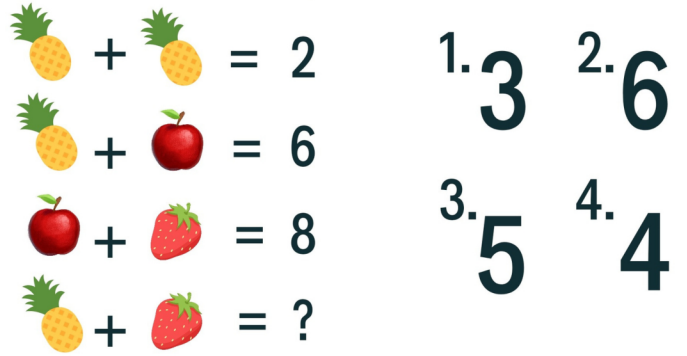 + = 2
+ = 6
+ = 8
+ = ?
1. 3
2. 6
3. 5
4. 4